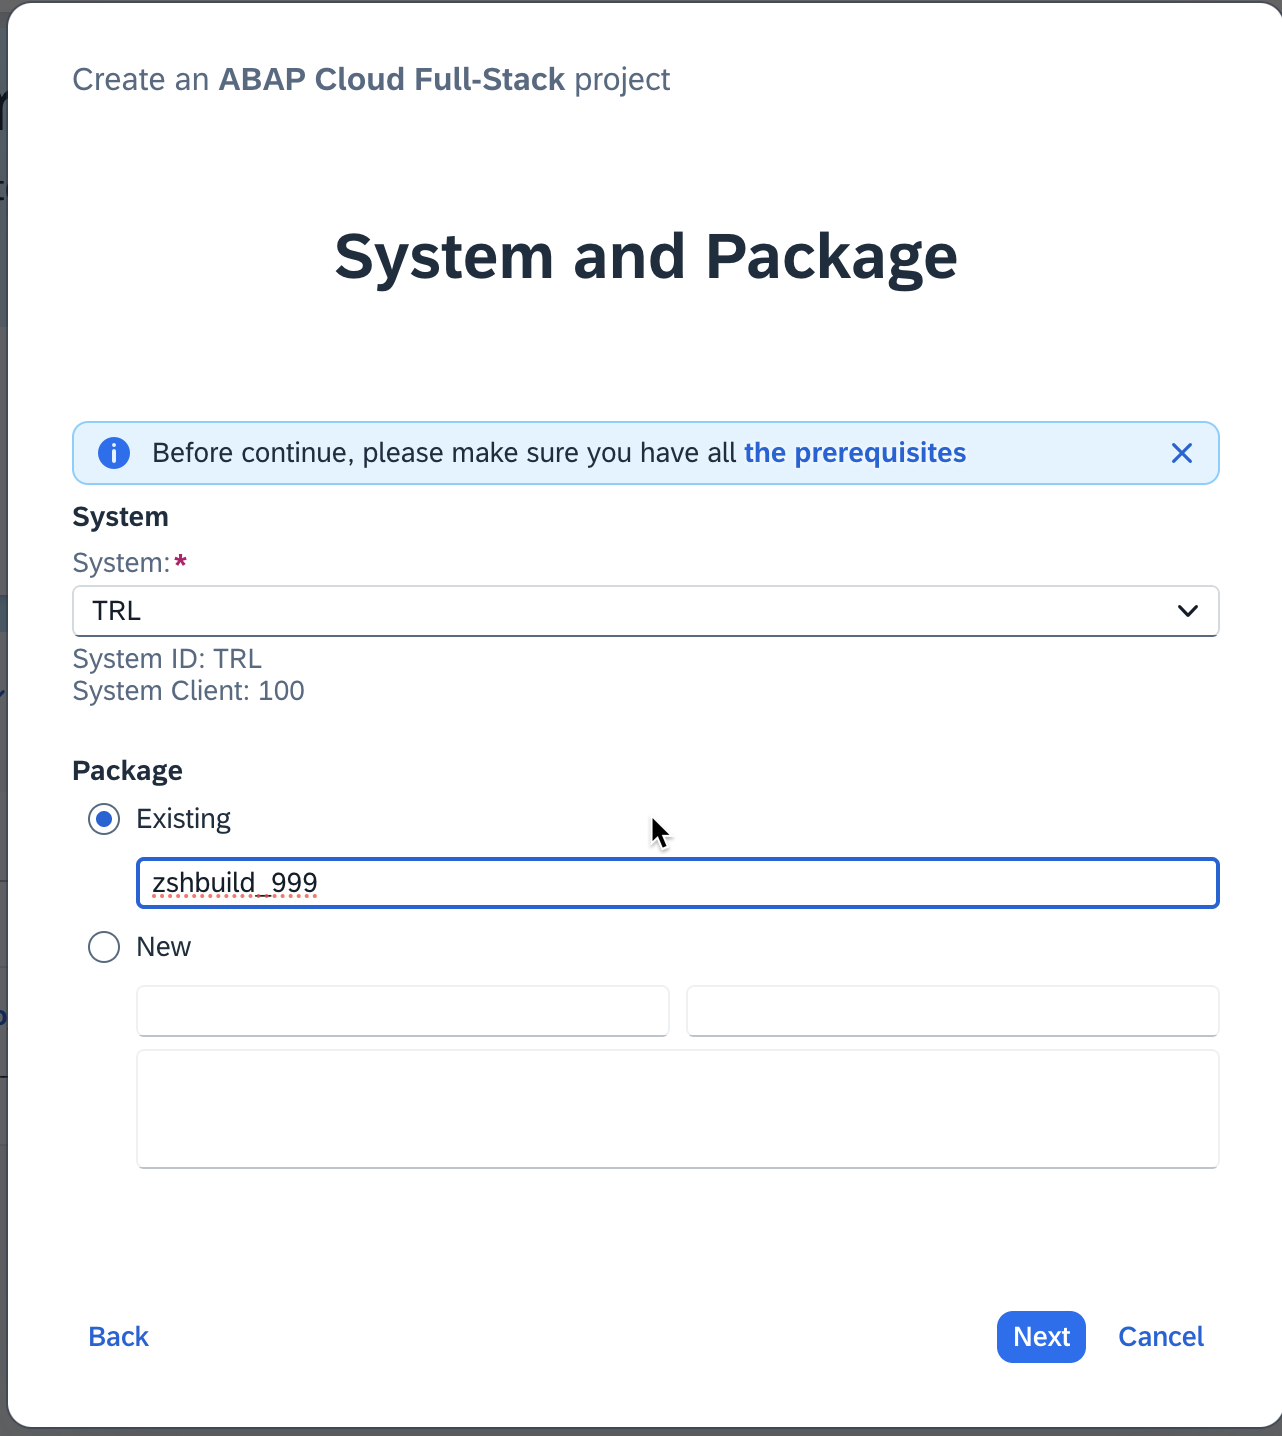 Create an ABAP Cloud Full-Stack project
System and Package
Before continue, please make sure you have all the prerequisites
System
System:*
TRL
System ID: TRL
System Client: 100
Package
Existing
zshbuild_999
New
Back Next Cancel